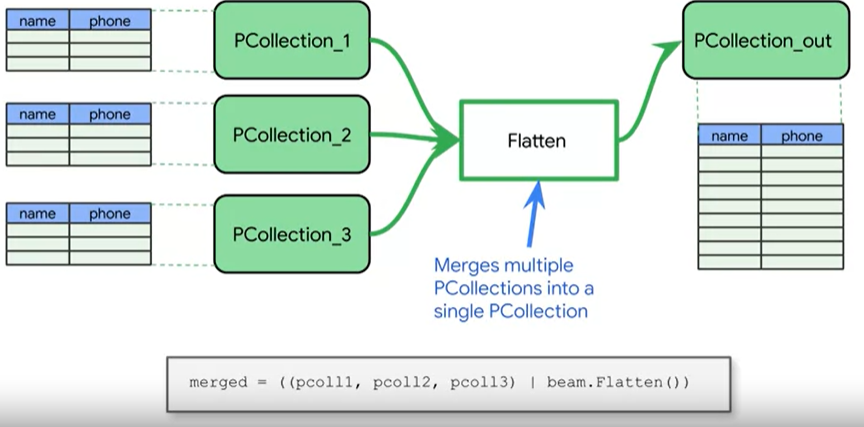 name phone
PCollection_1
name phone
PCollection_2
name phone
PCollection_3
Flatten
PCollection_out
name phone
Merges multiple
PCollections into a
single PCollection
merged = ((pcoll1, pcoll2, pcoll3) | beam.Flatten())